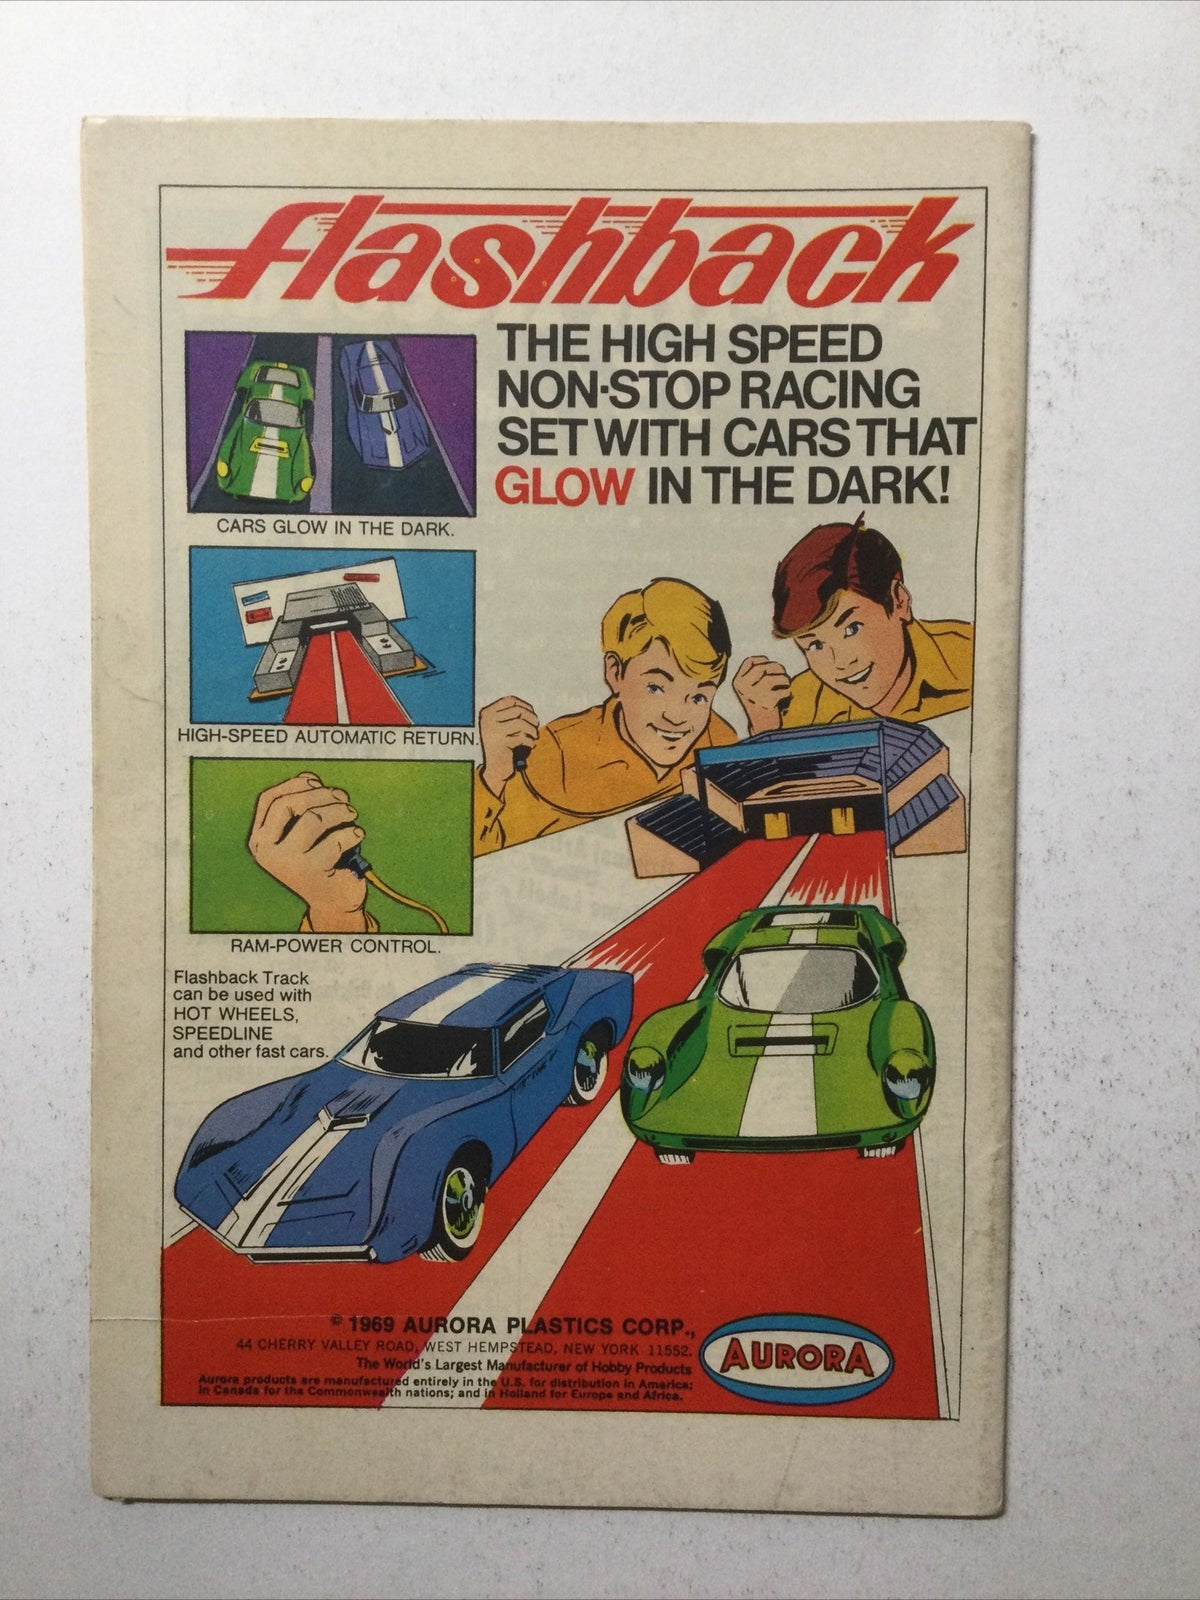 flashback
THE HIGH SPEED
NON-STOP RACING
SET WITH CARS THAT
GLOW IN THE DARK!
CARS GLOW IN THE DARK.
HIGH-SPEED AUTOMATIC RETURN.
RAM-POWER CONTROL.
Flashback Track
can be used with
HOT WHEELS,
SPEEDLINE
and other fast cars.
© 1969 AURORA PLASTICS CORP.,
44 CHERRY VALLEY ROAD, WEST HEMPSTEAD, NEW YORK 11552.
The World's Largest Manufacturer of Hobby Products
Aurora products are manufactured entirely in the U.S. for distribution in America;
in Canada for the Commonwealth nations; and in Holland for Europe and Africa.
AURORA